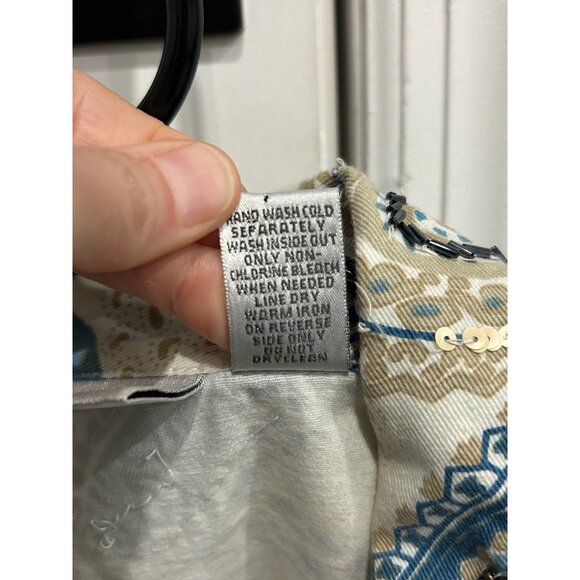 HAND WASH COLD
SEPARATELY
WASH INSIDE OUT
ONLY NON-
CHLORINE BLEACH
WHEN NEEDED
LINE DRY
WARM IRON
ON REVERSE
SIDE ONLY
DO NOT
DRYCLEAN